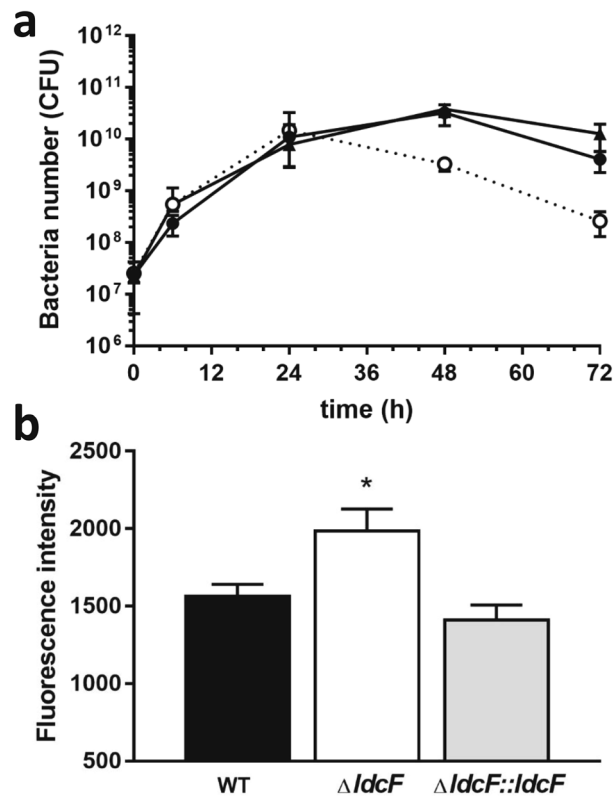 a
Bacteria number (CFU)
10¹²
10¹¹
10¹⁰
10⁹
10⁸
10⁷
10⁶
0 12 24 36 48 60 72
time (h)
b
Fluorescence intensity
2500
2000
1500
1000
500
*
WT ΔldcF ΔldcF::ldcF